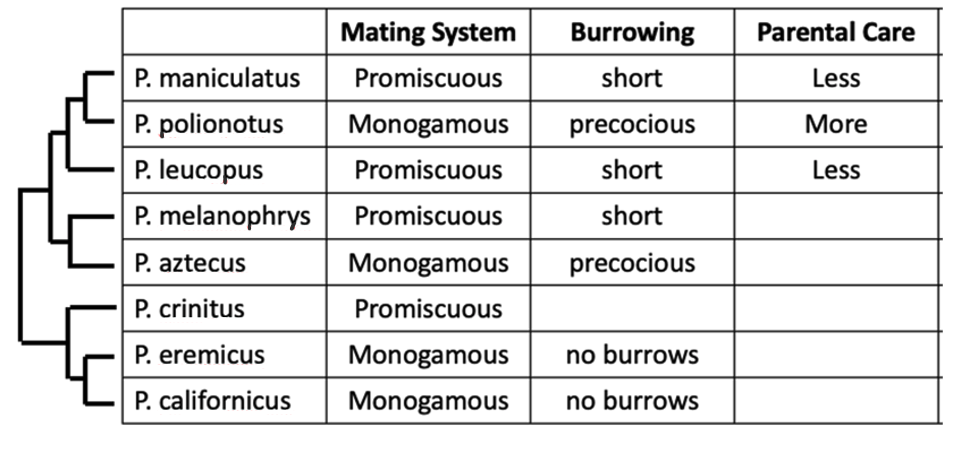 Mating System Burrowing Parental Care
P. maniculatus Promiscuous short Less
P. polionotus Monogamous precocious More
P. leucopus Promiscuous short Less
P. melanophrys Promiscuous short
P. aztecus Monogamous precocious
P. crinitus Promiscuous
P. eremicus Monogamous no burrows
P. californicus Monogamous no burrows